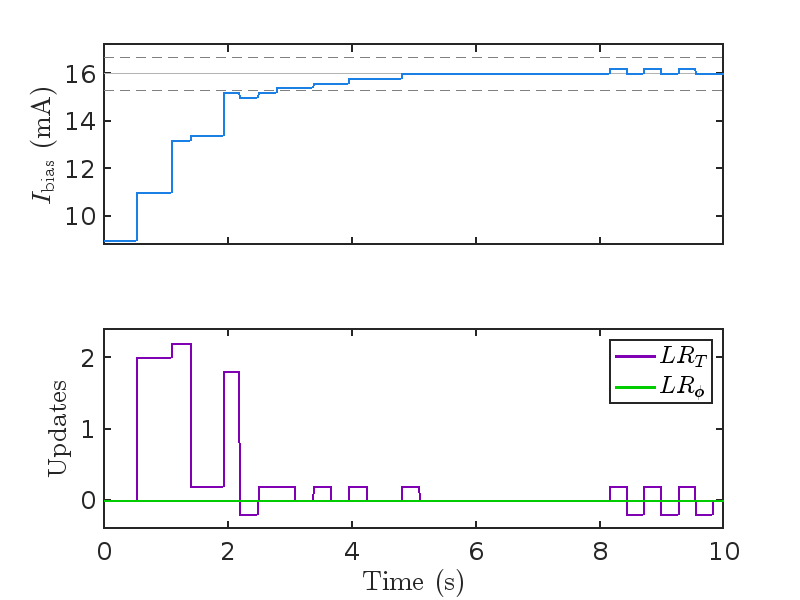 16
14
12
10
I_bias (mA)
2
1
0
Updates
LR_T
LR_ϕ
0 2 4 6 8 10
Time (s)